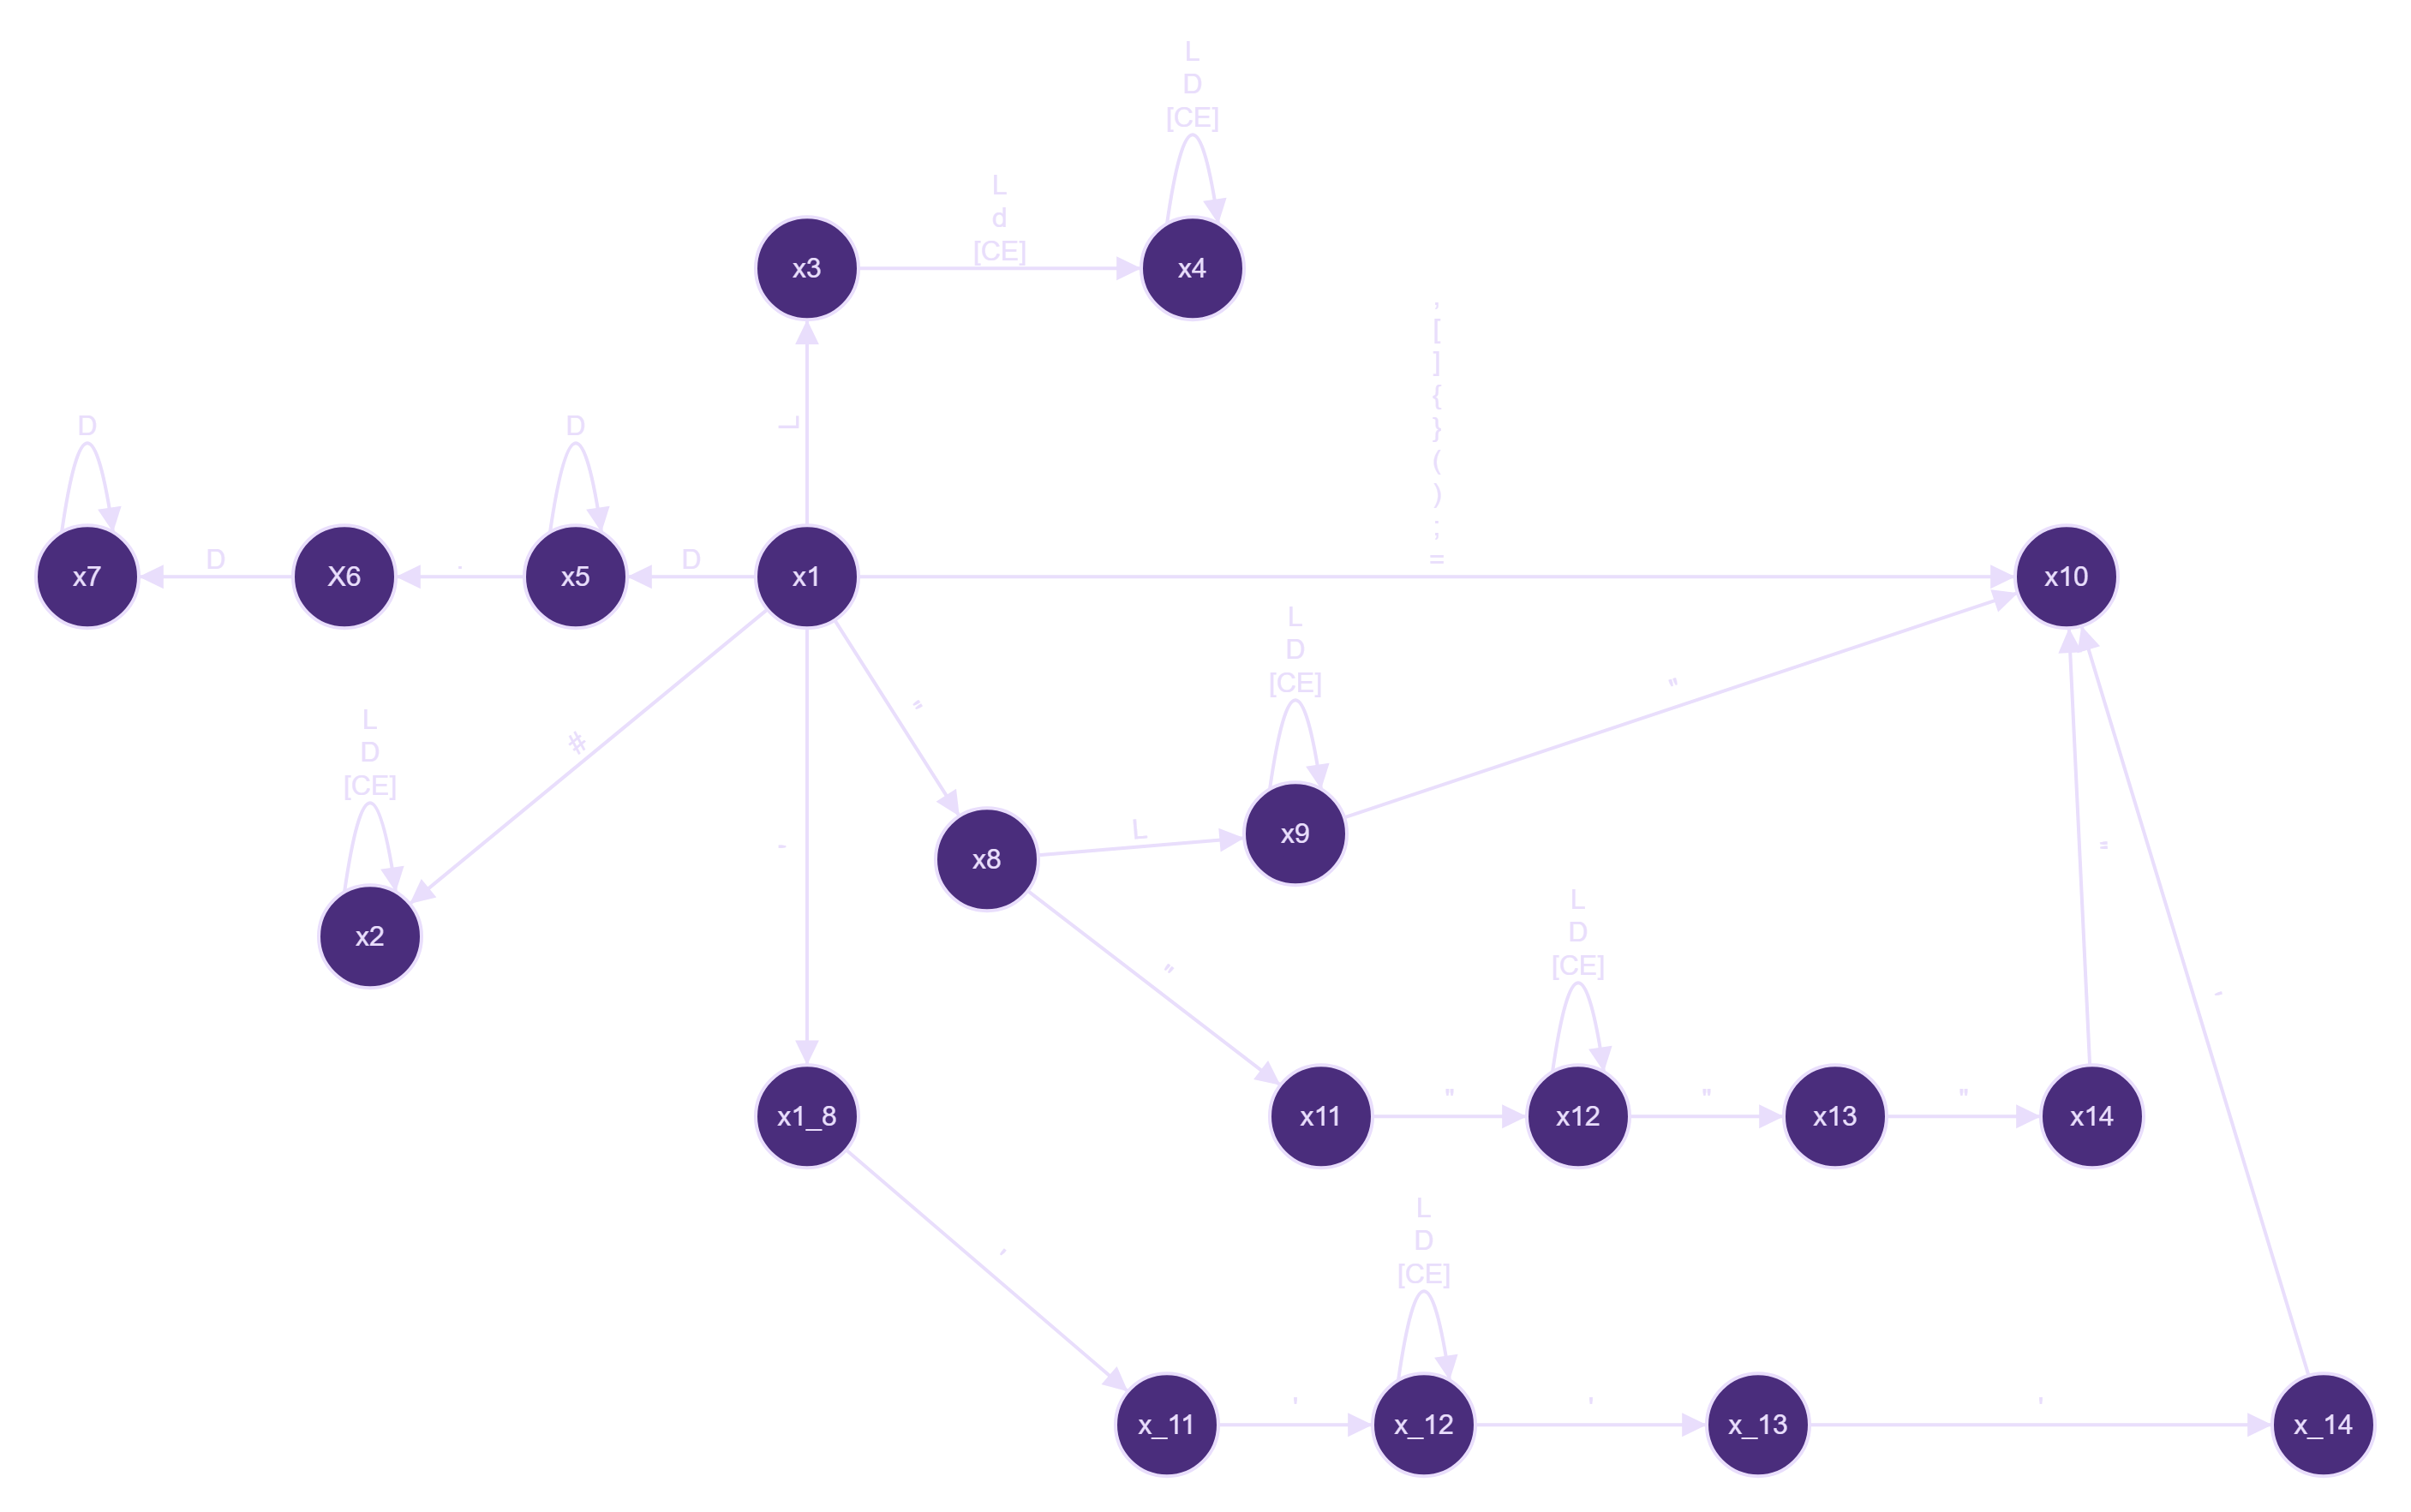 L
D
[CE]
L
d
[CE]
x3
x4
,
[
]
{
}
(
)
;
=
L
D
D
D
.
D
x7
X6
x5
x1
x10
L
D
[CE]
"
"
L
D
[CE]
#
L
x8
x9
'
"
x2
"
L
D
[CE]
'
x1_8
x11
"
x12
"
x13
"
x14
'
L
D
[CE]
x_11
'
x_12
'
x_13
'
x_14